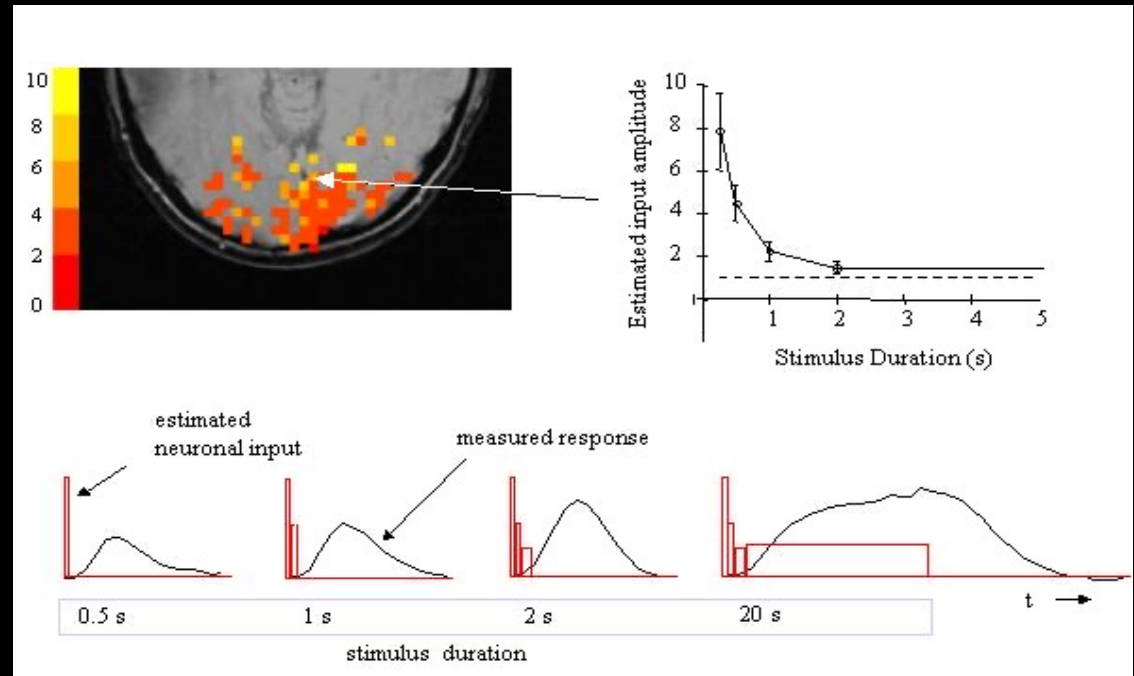 10
8
6
4
2
0
Estimated input amplitude
10
8
6
4
2
1 2 3 4 5
Stimulus Duration (s)
estimated
neuronal input
measured response
t
0.5 s 1 s 2 s 20 s
stimulus duration